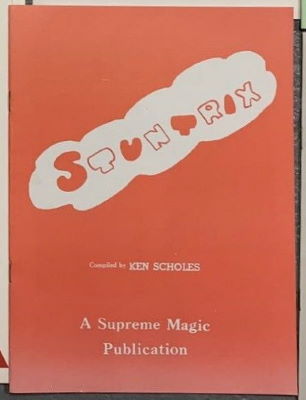 STUNTRIX
Compiled by KEN SCHOLES
A Supreme Magic
Publication